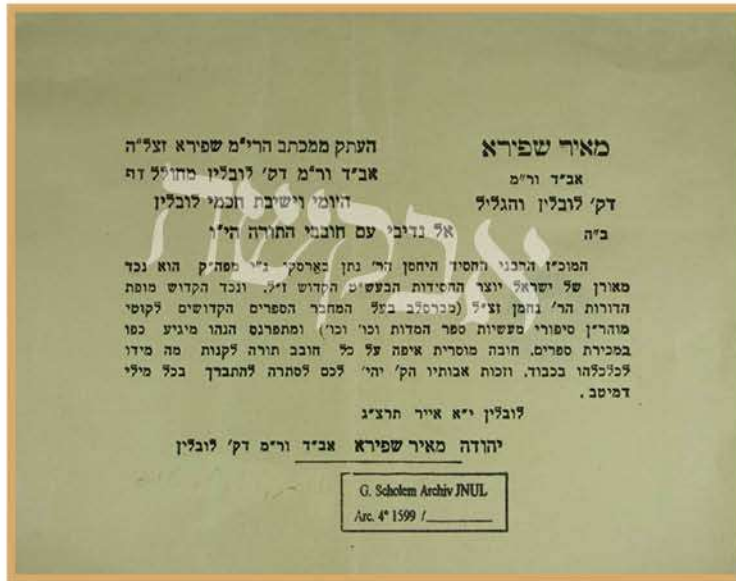 מאיר שפירא
אב״ד ור״מ
דק׳ לובלין והגליל
ב״ה
העתק ממכתב הרי״מ שפירא זצל״ה
אב״ד ור״מ דק׳ לובלין מחולל דף
היומי וישיבת חכמי לובלין
אל נדיבי עם חובבי התורה הי״ו
אבקשה
המוכ״ז הרבני החסיד היחסן הר׳ נתן באָרסקי נ״י מפה״ק הוא נכד
מאורן של ישראל יוצר החסידות הבעש״ט הקדוש ז״ל. ונכד הקדוש מופת
הדורות הר׳ נחמן זצ״ל (מברסלב בעל המחבר הספרים הקדושים לקוטי
מוהר״ן סיפורי מעשיות ספר המדות וכו׳ וכו׳) ומתפרנס הנהו מיגיע כפו
במכירת ספרים. חובה מוסרית איפה על כל חובב תורה לקנות מה מידו
לכלכלהו בכבוד. וזכות אבותיו הק׳ יהי׳ לכם לסתרה להתברך בכל מילי
דמיטב.
לובלין י״א אייר תרצ״ג
יהודה מאיר שפירא אב״ד ור״מ דק׳ לובלין
G. Scholem Archiv JNUL
Arc. 4° 1599 /